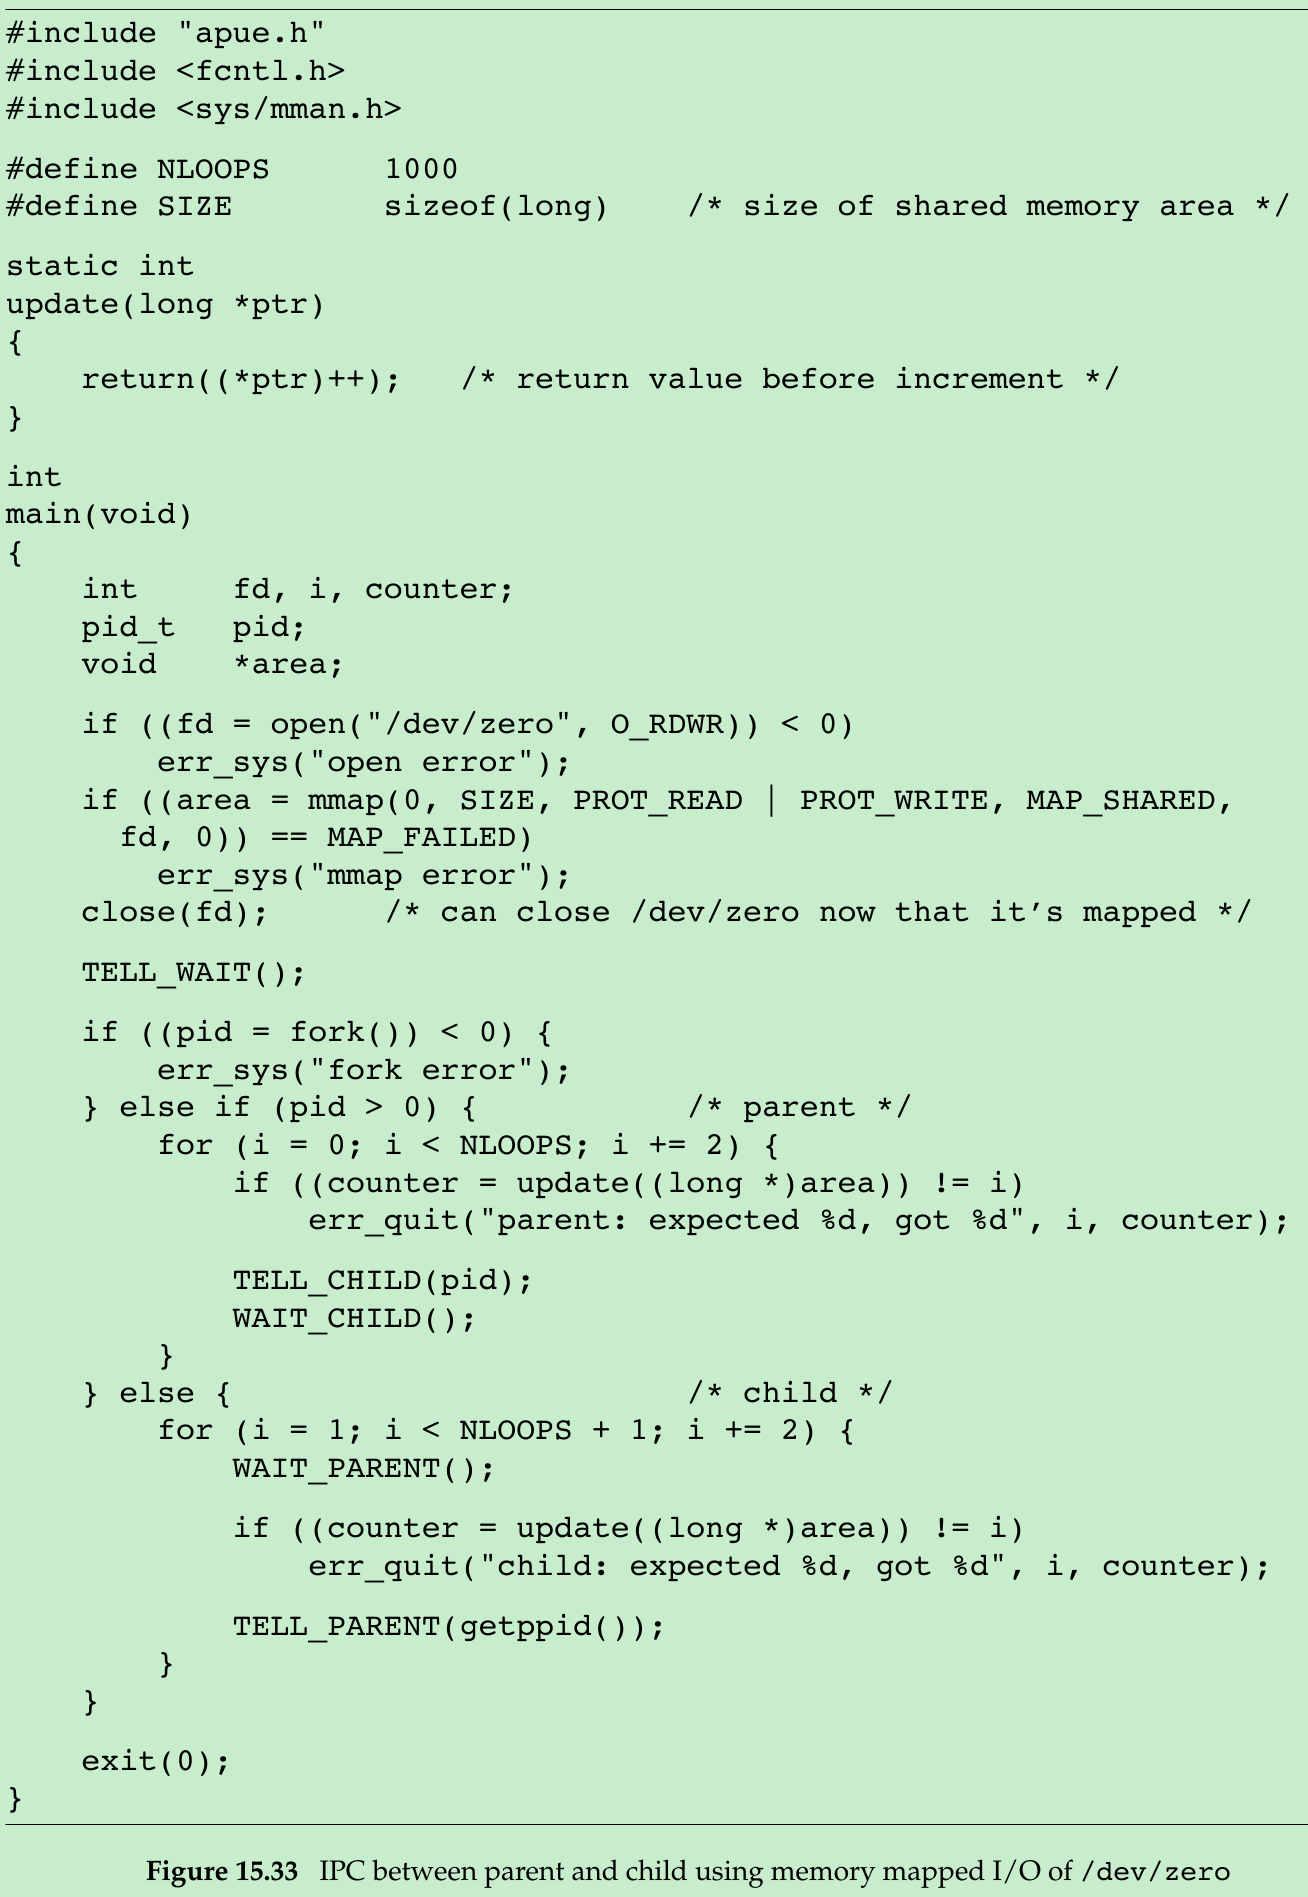 #include "apue.h"
#include <fcntl.h>
#include <sys/mman.h>
#define NLOOPS      1000
#define SIZE        sizeof(long)    /* size of shared memory area */
static int
update(long *ptr)
{
    return((*ptr)++);   /* return value before increment */
}
int
main(void)
{
    int     fd, i, counter;
    pid_t   pid;
    void    *area;
    if ((fd = open("/dev/zero", O_RDWR)) < 0)
        err_sys("open error");
    if ((area = mmap(0, SIZE, PROT_READ | PROT_WRITE, MAP_SHARED,
      fd, 0)) == MAP_FAILED)
        err_sys("mmap error");
    close(fd);      /* can close /dev/zero now that it’s mapped */
    TELL_WAIT();
    if ((pid = fork()) < 0) {
        err_sys("fork error");
    } else if (pid > 0) {           /* parent */
        for (i = 0; i < NLOOPS; i += 2) {
            if ((counter = update((long *)area)) != i)
                err_quit("parent: expected %d, got %d", i, counter);
            TELL_CHILD(pid);
            WAIT_CHILD();
        }
    } else {                        /* child */
        for (i = 1; i < NLOOPS + 1; i += 2) {
            WAIT_PARENT();
            if ((counter = update((long *)area)) != i)
                err_quit("child: expected %d, got %d", i, counter);
            TELL_PARENT(getppid());
        }
    }
    exit(0);
}
Figure 15.33 IPC between parent and child using memory mapped I/O of /dev/zero